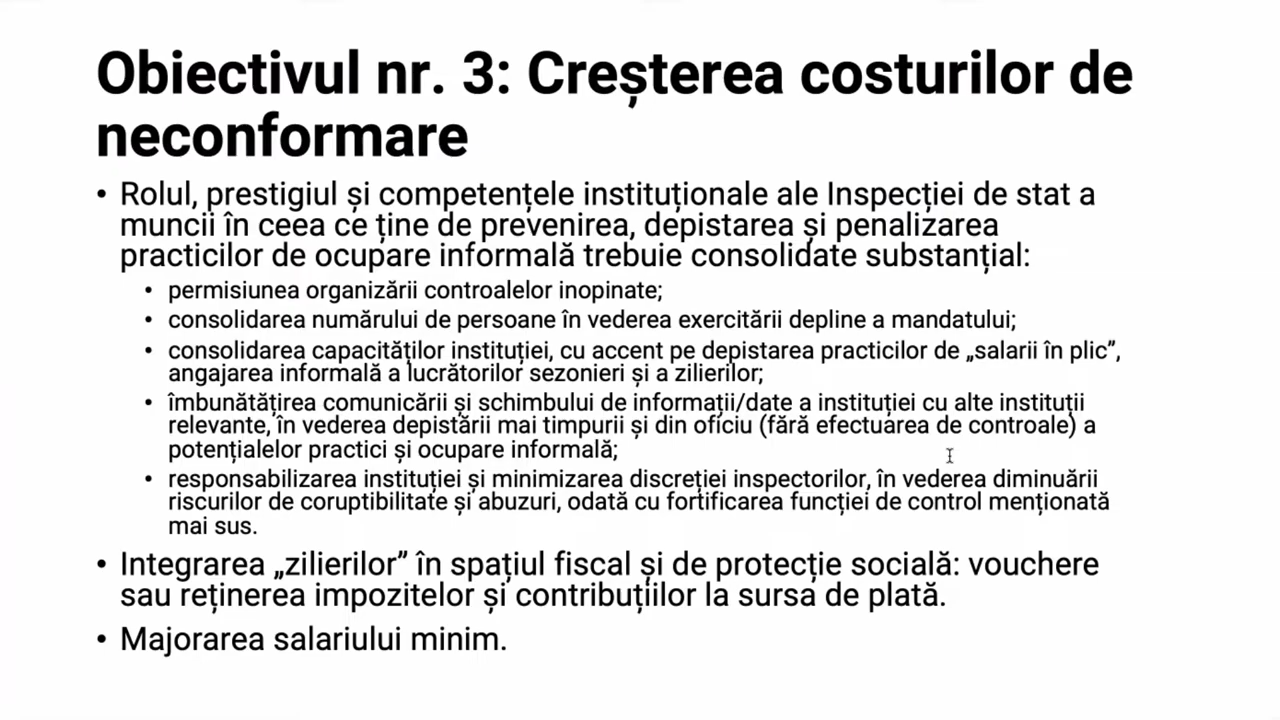 Obiectivul nr. 3: Creșterea costurilor de
neconformare
• Rolul, prestigiul și competențele instituționale ale Inspecției de stat a
muncii în ceea ce ține de prevenirea, depistarea și penalizarea
practicilor de ocupare informală trebuie consolidate substanțial:
• permisiunea organizării controalelor inopinate;
• consolidarea numărului de persoane în vederea exercitării depline a mandatului;
• consolidarea capacităților instituției, cu accent pe depistarea practicilor de „salarii în plic”,
angajarea informală a lucrătorilor sezonieri și a zilierilor;
• îmbunătățirea comunicării și schimbului de informații/date a instituției cu alte instituții
relevante, în vederea depistării mai timpurii și din oficiu (fără efectuarea de controale) a
potențialelor practici și ocupare informală;
• responsabilizarea instituției și minimizarea discreției inspectorilor, în vederea diminuării
riscurilor de coruptibilitate și abuzuri, odată cu fortificarea funcției de control menționată
mai sus.
• Integrarea „zilierilor” în spațiul fiscal și de protecție socială: vouchere
sau reținerea impozitelor și contribuțiilor la sursa de plată.
• Majorarea salariului minim.